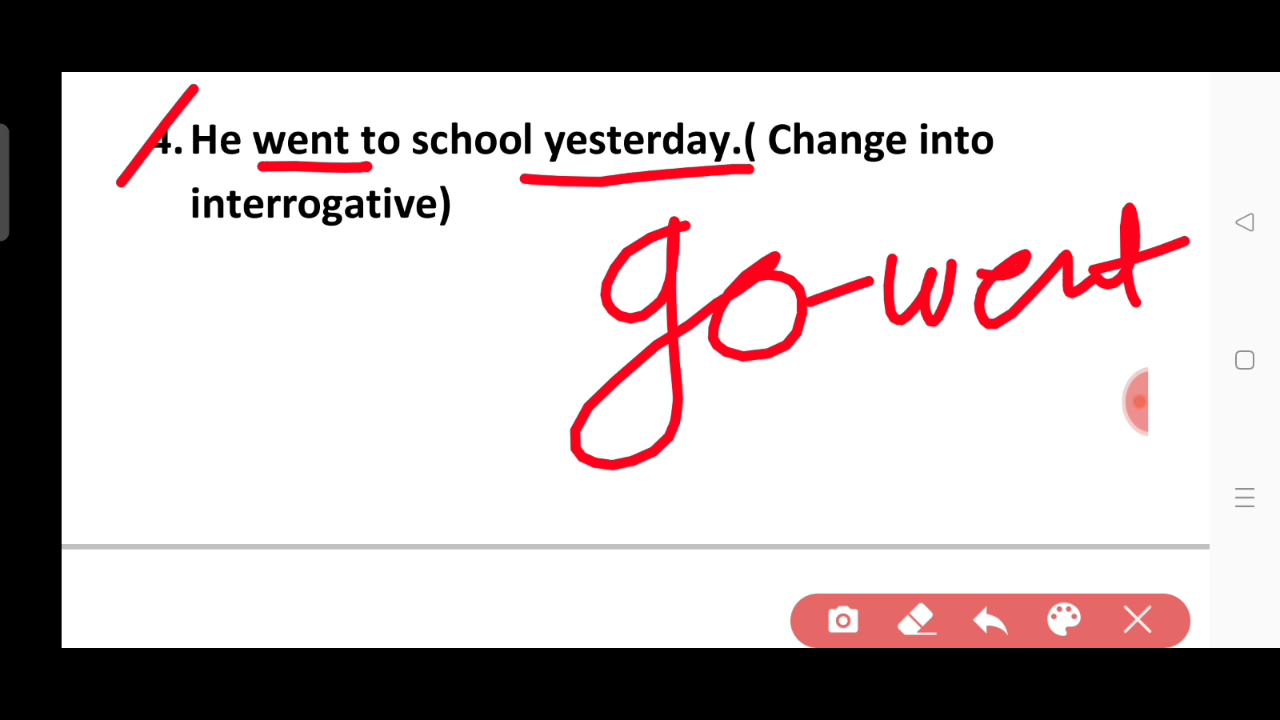 4. He went to school yesterday.( Change into
interrogative)
go-went